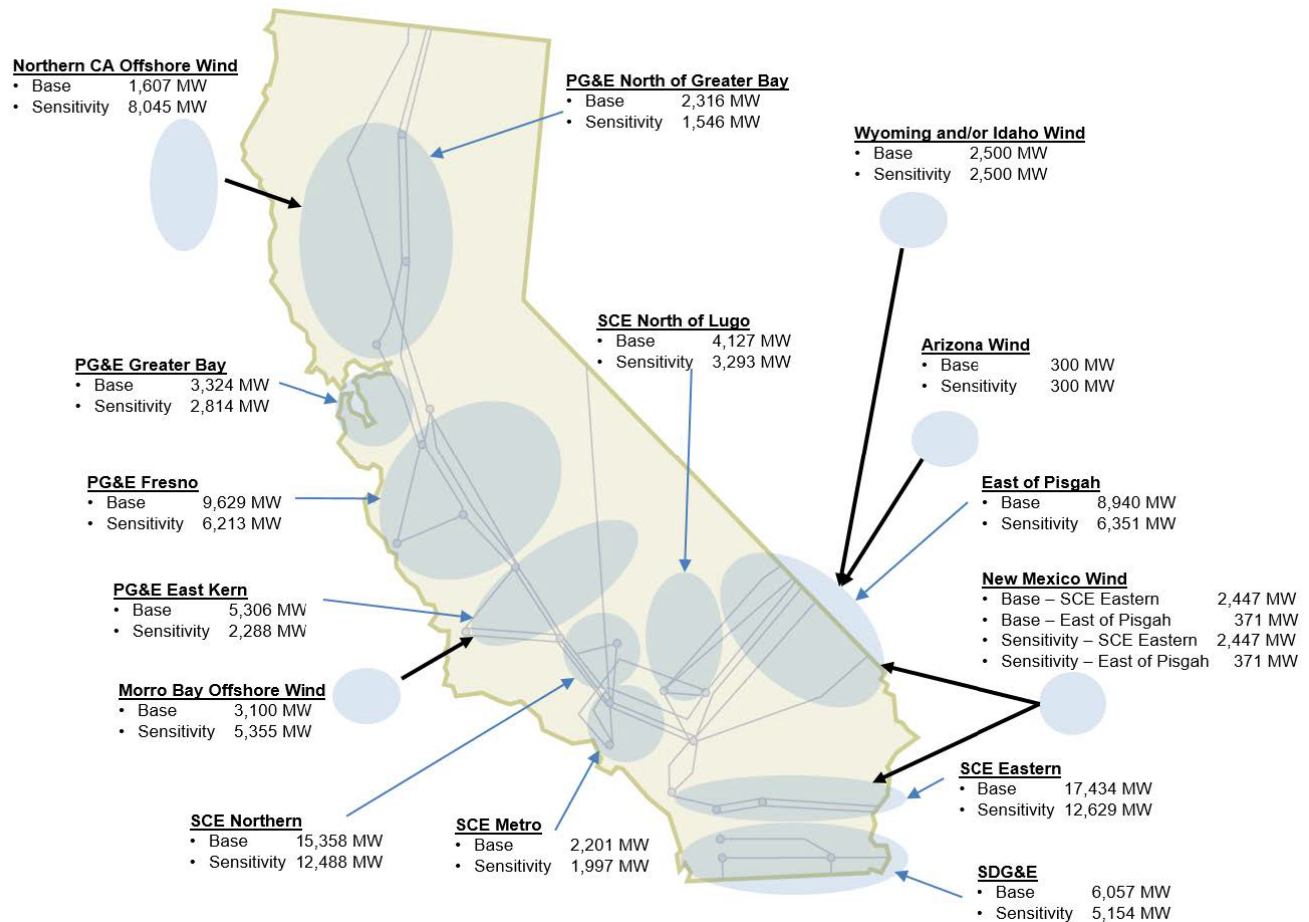 Northern CA Offshore Wind
• Base 1,607 MW
• Sensitivity 8,045 MW
PG&E North of Greater Bay
• Base 2,316 MW
• Sensitivity 1,546 MW
Wyoming and/or Idaho Wind
• Base 2,500 MW
• Sensitivity 2,500 MW
SCE North of Lugo
• Base 4,127 MW
• Sensitivity 3,293 MW
Arizona Wind
• Base 300 MW
• Sensitivity 300 MW
PG&E Greater Bay
• Base 3,324 MW
• Sensitivity 2,814 MW
PG&E Fresno
• Base 9,629 MW
• Sensitivity 6,213 MW
East of Pisgah
• Base 8,940 MW
• Sensitivity 6,351 MW
New Mexico Wind
• Base – SCE Eastern 2,447 MW
• Base – East of Pisgah 371 MW
• Sensitivity – SCE Eastern 2,447 MW
• Sensitivity – East of Pisgah 371 MW
PG&E East Kern
• Base 5,306 MW
• Sensitivity 2,288 MW
Morro Bay Offshore Wind
• Base 3,100 MW
• Sensitivity 5,355 MW
SCE Eastern
• Base 17,434 MW
• Sensitivity 12,629 MW
SCE Northern
• Base 15,358 MW
• Sensitivity 12,488 MW
SCE Metro
• Base 2,201 MW
• Sensitivity 1,997 MW
SDG&E
• Base 6,057 MW
• Sensitivity 5,154 MW